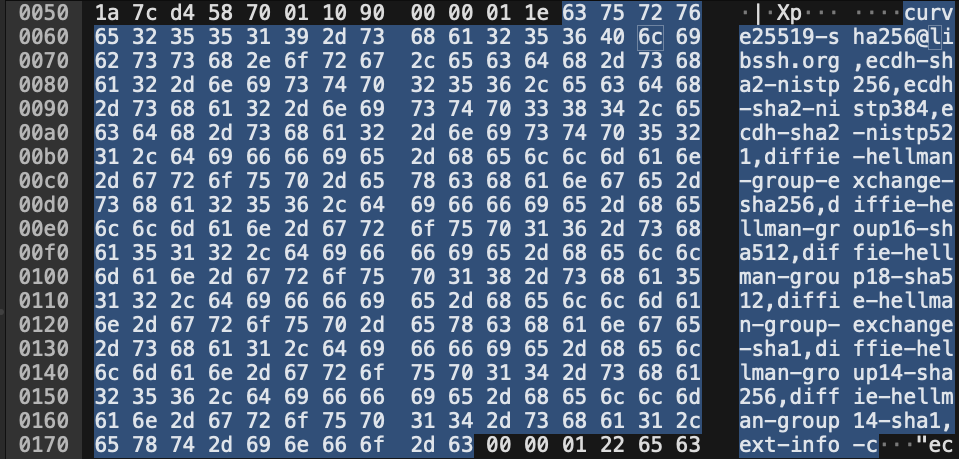 0050 1a 7c d4 58 70 01 10 90 00 00 01 1e 63 75 72 76 ·|·Xp··· ····curv
0060 65 32 35 35 31 39 2d 73 68 61 32 35 36 40 6c 69 e25519-s ha256@li
0070 62 73 73 68 2e 6f 72 67 2c 65 63 64 68 2d 73 68 bssh.org ,ecdh-sh
0080 61 32 2d 6e 69 73 74 70 32 35 36 2c 65 63 64 68 a2-nistp 256,ecdh
0090 2d 73 68 61 32 2d 6e 69 73 74 70 33 38 34 2c 65 -sha2-ni stp384,e
00a0 63 64 68 2d 73 68 61 32 2d 6e 69 73 74 70 35 32 cdh-sha2 -nistp52
00b0 31 2c 64 69 66 66 69 65 2d 68 65 6c 6c 6d 61 6e 1,diffie -hellman
00c0 2d 67 72 6f 75 70 2d 65 78 63 68 61 6e 67 65 2d -group-e xchange-
00d0 73 68 61 32 35 36 2c 64 69 66 66 69 65 2d 68 65 sha256,d iffie-he
00e0 6c 6c 6d 61 6e 2d 67 72 6f 75 70 31 36 2d 73 68 llman-gr oup16-sh
00f0 61 35 31 32 2c 64 69 66 66 69 65 2d 68 65 6c 6c a512,dif fie-hell
0100 6d 61 6e 2d 67 72 6f 75 70 31 38 2d 73 68 61 35 man-grou p18-sha5
0110 31 32 2c 64 69 66 66 69 65 2d 68 65 6c 6c 6d 61 12,diffi e-hellma
0120 6e 2d 67 72 6f 75 70 2d 65 78 63 68 61 6e 67 65 n-group- exchange
0130 2d 73 68 61 31 2c 64 69 66 66 69 65 2d 68 65 6c -sha1,di ffie-hel
0140 6c 6d 61 6e 2d 67 72 6f 75 70 31 34 2d 73 68 61 lman-gro up14-sha
0150 32 35 36 2c 64 69 66 66 69 65 2d 68 65 6c 6c 6d 256,diff ie-hellm
0160 61 6e 2d 67 72 6f 75 70 31 34 2d 73 68 61 31 2c an-group 14-sha1,
0170 65 78 74 2d 69 6e 66 6f 2d 63 00 00 01 22 65 63 ext-info -c···"ec